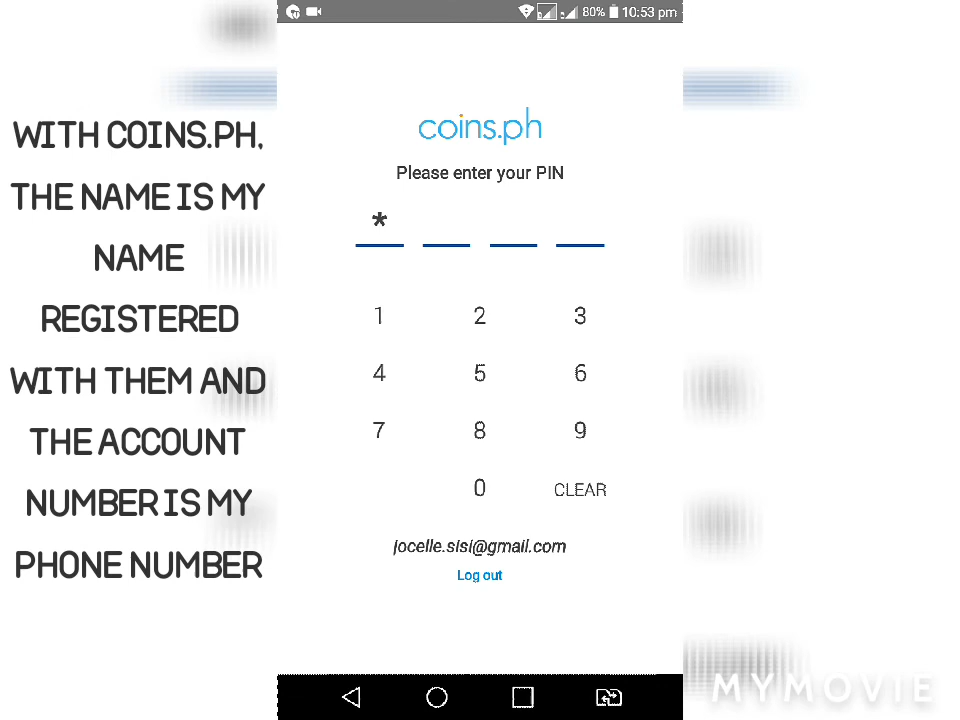 WITH COINS.PH,
THE NAME IS MY
NAME
REGISTERED
WITH THEM AND
THE ACCOUNT
NUMBER IS MY
PHONE NUMBER
80% 10:53 pm
coins.ph
Please enter your PIN
*
1 2 3
4 5 6
7 8 9
0 CLEAR
jocelle.sisi@gmail.com
Log out
MYMOVIE